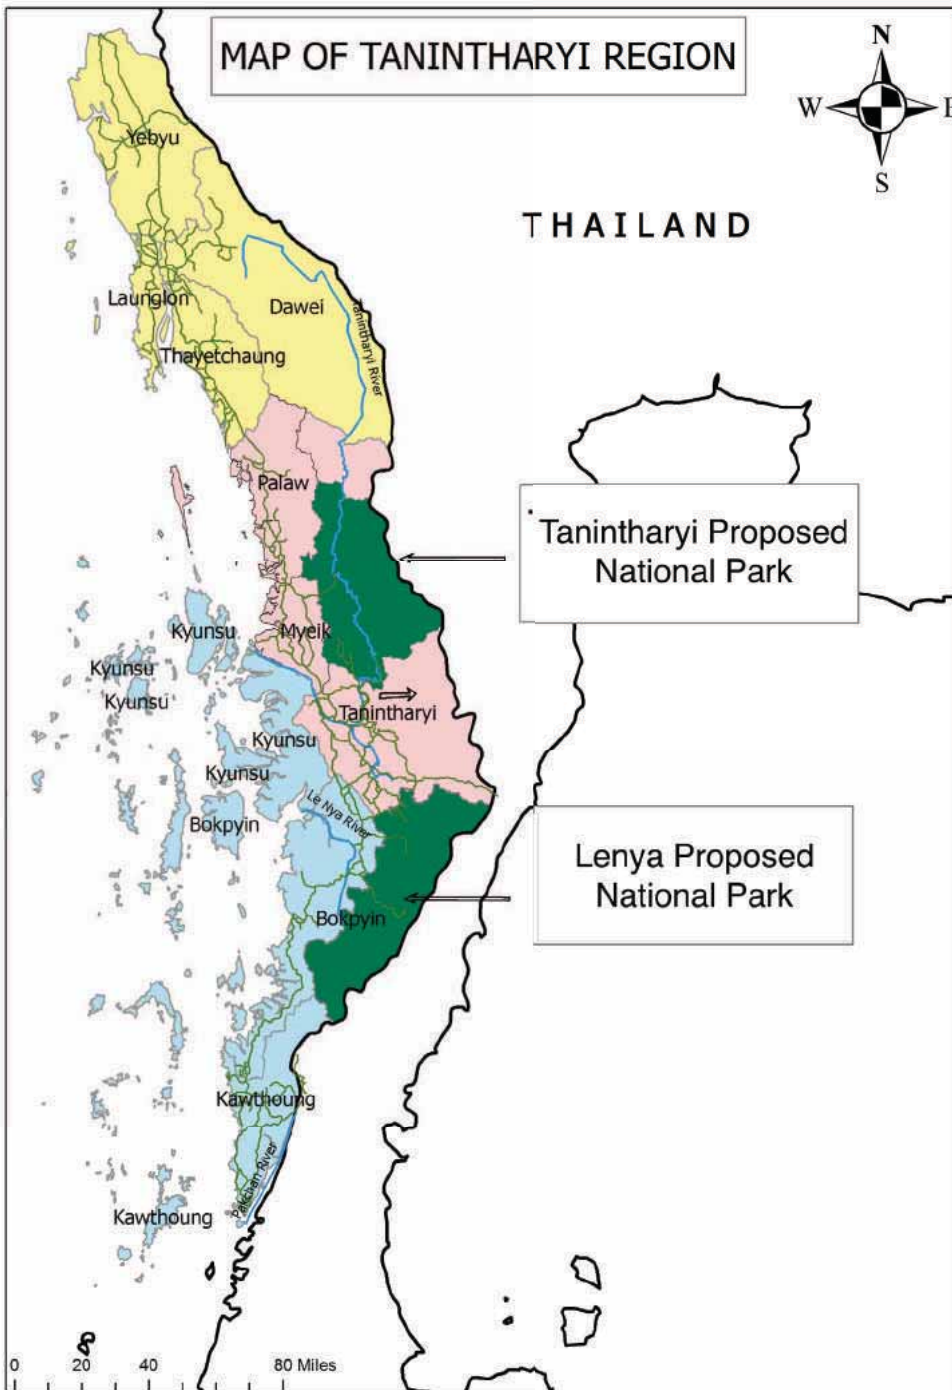 MAP OF TANINTHARYI REGION
N
W
E
S
THAILAND
Yebyu
Launglon
Dawei
Tanintharyi River
Thayetchaung
Palaw
Tanintharyi Proposed
National Park
Kyunsu
Myeik
Kyunsu
Kyunsu
Tanintharyi
Kyunsu
Kyunsu
Le Nya River
Bokpyin
Lenya Proposed
National Park
Bokpyin
Kawthoung
Pakchan River
Kawthoung
0 20 40 80 Miles